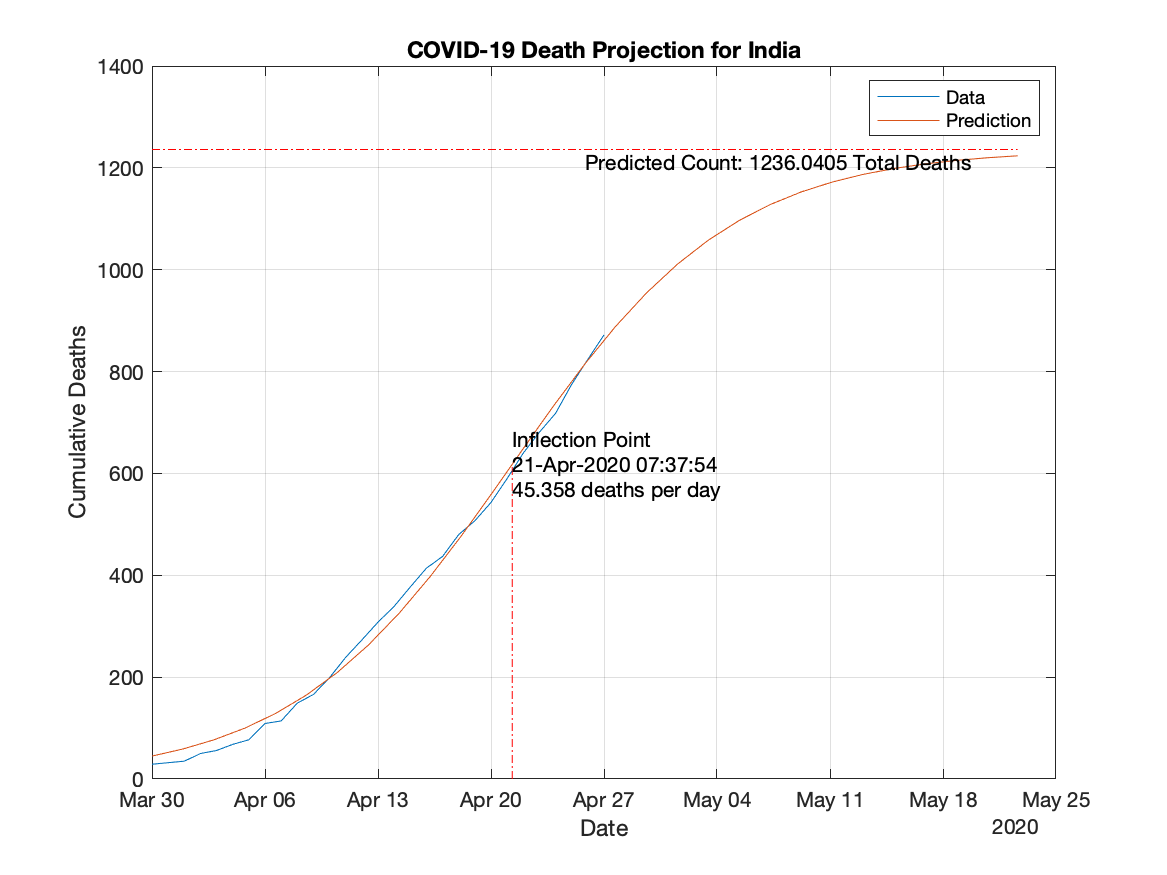 COVID-19 Death Projection for India
1400
1200
1000
800
600
400
200
0
Cumulative Deaths
Data
Prediction
Predicted Count: 1236.0405 Total Deaths
Inflection Point
21-Apr-2020 07:37:54
45.358 deaths per day
Mar 30 Apr 06 Apr 13 Apr 20 Apr 27 May 04 May 11 May 18 May 25
Date
2020